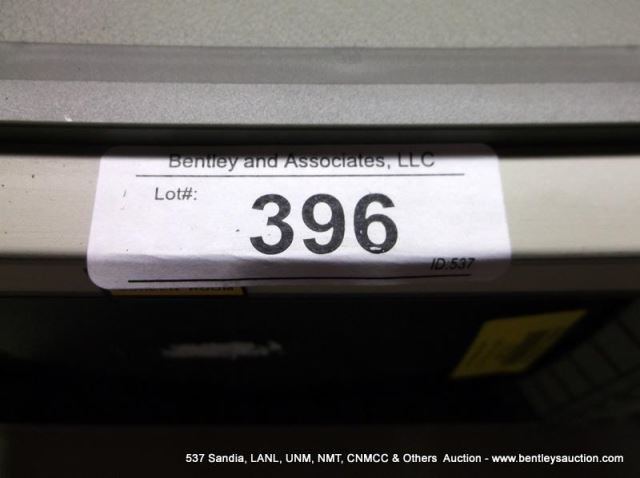 Bentley and Associates, LLC
Lot#:
396
ID:537
537 Sandia, LANL, UNM, NMT, CNMCC & Others Auction - www.bentleysauction.com